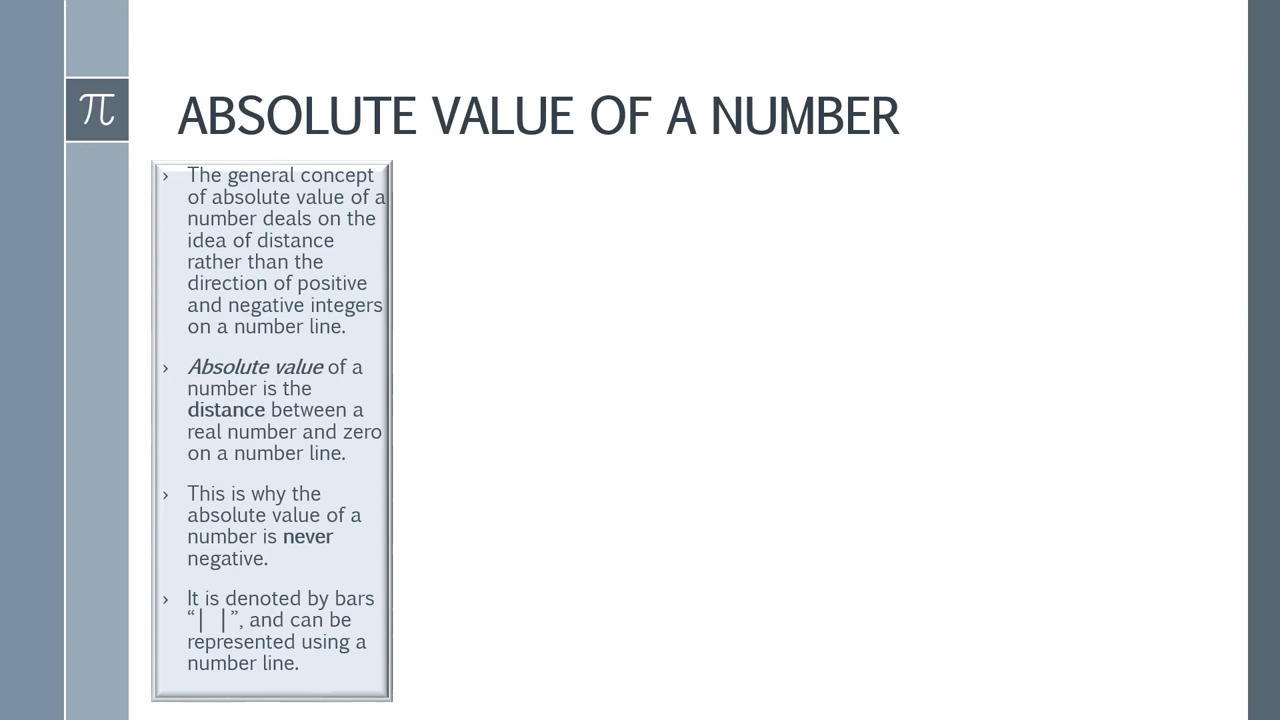 π
ABSOLUTE VALUE OF A NUMBER
› The general concept
of absolute value of a
number deals on the
idea of distance
rather than the
direction of positive
and negative integers
on a number line.
› Absolute value of a
number is the
distance between a
real number and zero
on a number line.
› This is why the
absolute value of a
number is never
negative.
› It is denoted by bars
“│ │”, and can be
represented using a
number line.